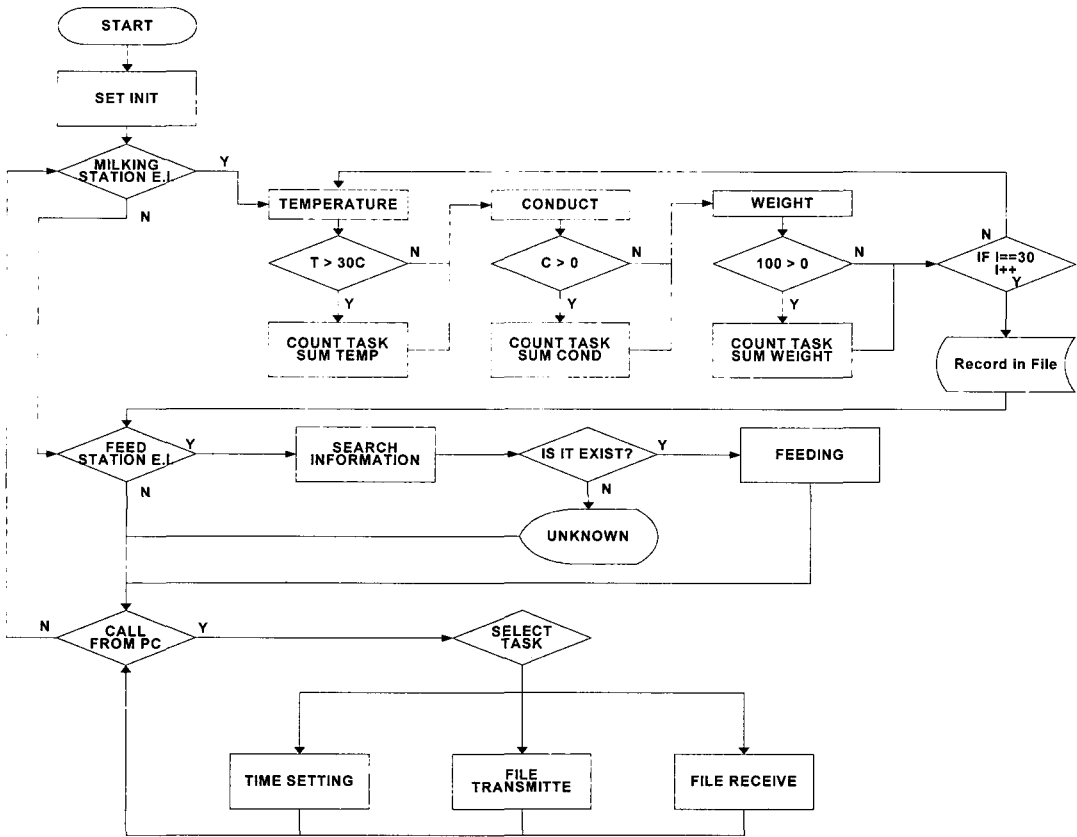 START
SET INIT
MILKING
STATION E.I.
Y
N
TEMPERATURE
CONDUCT
WEIGHT
T > 30C
N
Y
C > 0
N
Y
100 > 0
N
Y
N
IF I==30
I++
Y
COUNT TASK
SUM TEMP
COUNT TASK
SUM COND
COUNT TASK
SUM WEIGHT
Record in File
FEED
STATION E.I.
Y
N
SEARCH
INFORMATION
IS IT EXIST?
Y
N
FEEDING
UNKNOWN
N
CALL
FROM PC
Y
SELECT
TASK
TIME SETTING
FILE
TRANSMITTE
FILE RECEIVE